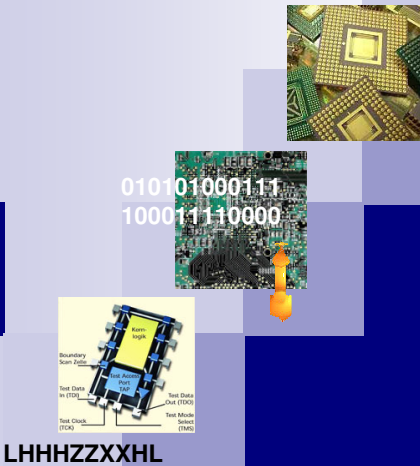 010101000111
100011110000
Kern-
logik
Boundary
Scan Zelle
Test Access
Port
TAP
Test Data
In (TDI)
Test Data
Out (TDO)
Test Clock
(TCK)
Test Mode
Select
(TMS)
LHHHZZXXHL